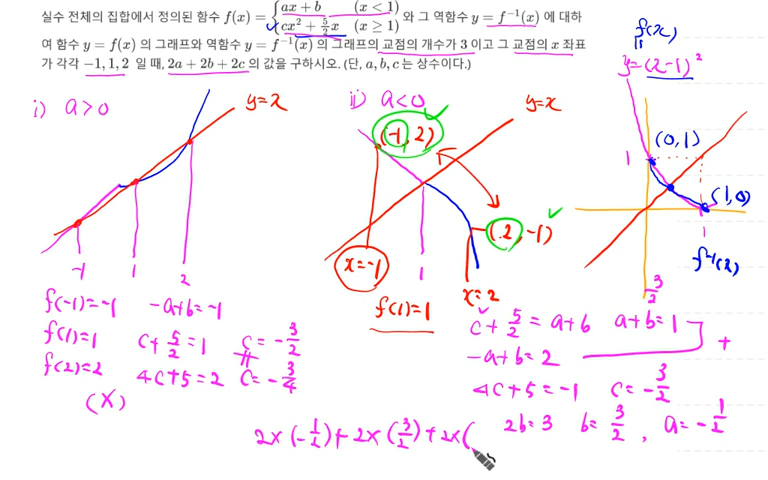 실수 전체의 집합에서 정의된 함수 f(x) = { ax + b (x < 1)
cx² + 5/2 x (x ≥ 1) 와 그 역함수 y = f⁻¹(x) 에 대하
여 함수 y = f(x) 의 그래프와 역함수 y = f⁻¹(x) 의 그래프의 교점의 개수가 3 이고 그 교점의 x 좌표
가 각각 −1, 1, 2 일 때, 2a + 2b + 2c 의 값을 구하시오. (단, a, b, c 는 상수이다.)
i) a>0
y=x
-1 1 2
f(-1)=-1 -a+b=-1
f(1)=1 c+5/2=1 c=-3/2
f(2)=2 4c+5=2 c=-3/4
(X)
ii) a<0
y=x
(-1, 2)
(2, -1)
x=-1
1
x=2
f(1)=1
f(x)
y=(x-1)²
1
(0,1)
(1,0)
1
f⁻¹(x)
3/2
c+5/2=a+b a+b=1
-a+b=2 +
4c+5=-1 c=-3/2
2b=3 b=3/2, a=-1/2
2x(-1/2)+2x(3/2)+2x(